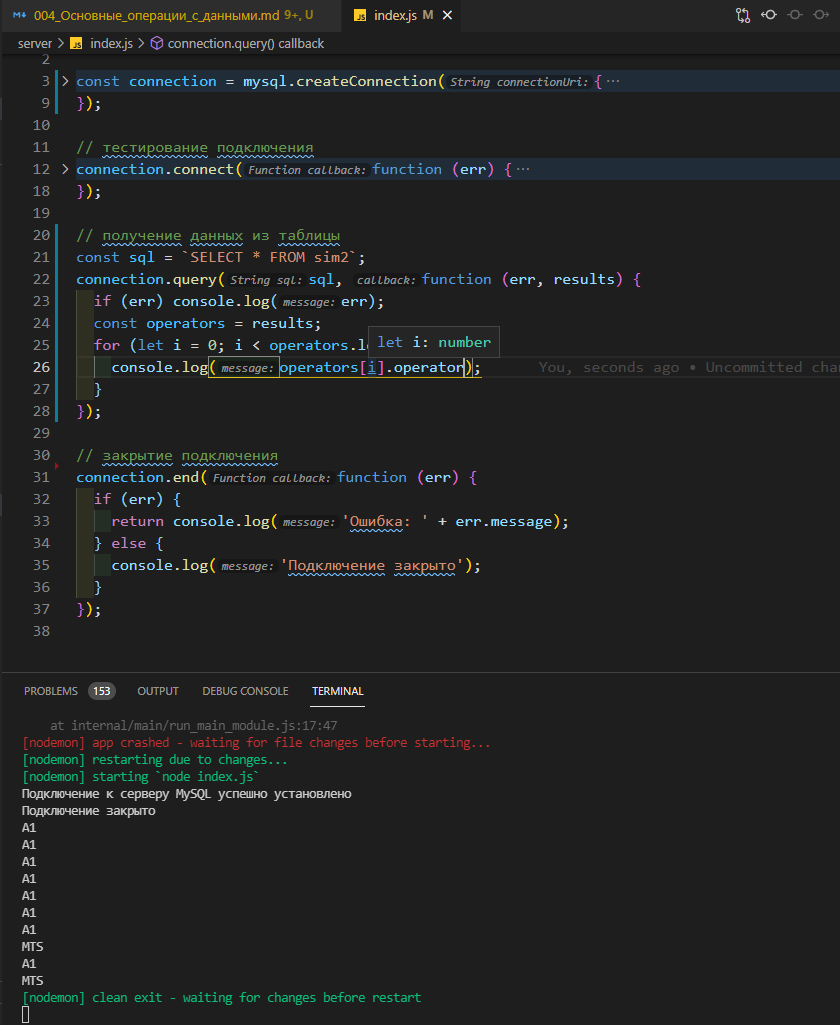 004_Основные_операции_с_данными.md 9+, U index.js M
server > index.js > connection.query() callback
2
3 const connection = mysql.createConnection( String connectionUri: { ···
9 });
10
11 // тестирование подключения
12 connection.connect( Function callback: function (err) { ···
18 });
19
20 // получение данных из таблицы
21 const sql = `SELECT * FROM sim2`;
22 connection.query( String sql: sql, callback: function (err, results) {
23 if (err) console.log( message: err);
24 const operators = results;
25 for (let i = 0; i < operators.le let i: number
26 console.log( message: operators[i].operator); You, seconds ago • Uncommitted cha
27 }
28 });
29
30 // закрытие подключения
31 connection.end( Function callback: function (err) {
32 if (err) {
33 return console.log( message: 'Ошибка: ' + err.message);
34 } else {
35 console.log( message: 'Подключение закрыто');
36 }
37 });
38
PROBLEMS 153 OUTPUT DEBUG CONSOLE TERMINAL
at internal/main/run_main_module.js:17:47
[nodemon] app crashed - waiting for file changes before starting...
[nodemon] restarting due to changes...
[nodemon] starting `node index.js`
Подключение к серверу MySQL успешно установлено
Подключение закрыто
A1
A1
A1
A1
A1
A1
A1
MTS
A1
MTS
[nodemon] clean exit - waiting for changes before restart